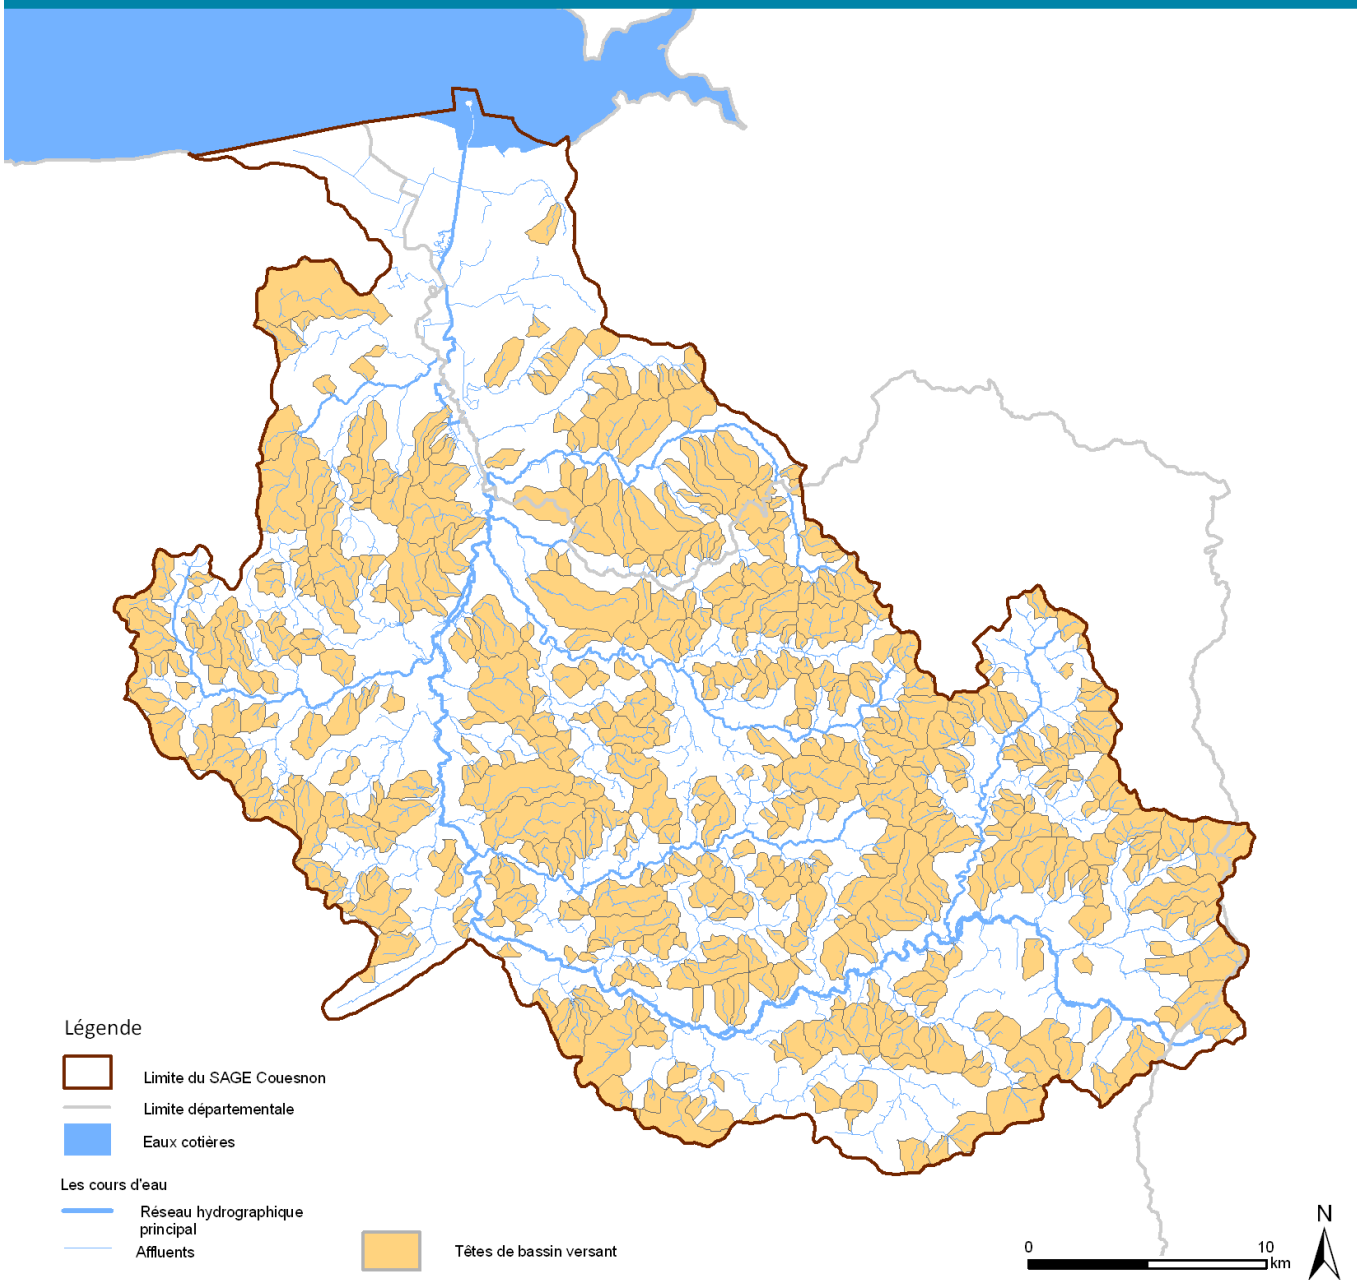 Légende
Limite du SAGE Couesnon
Limite départementale
Eaux cotières
Les cours d'eau
Réseau hydrographique
principal
Affluents
Têtes de bassin versant
0 10
km
N